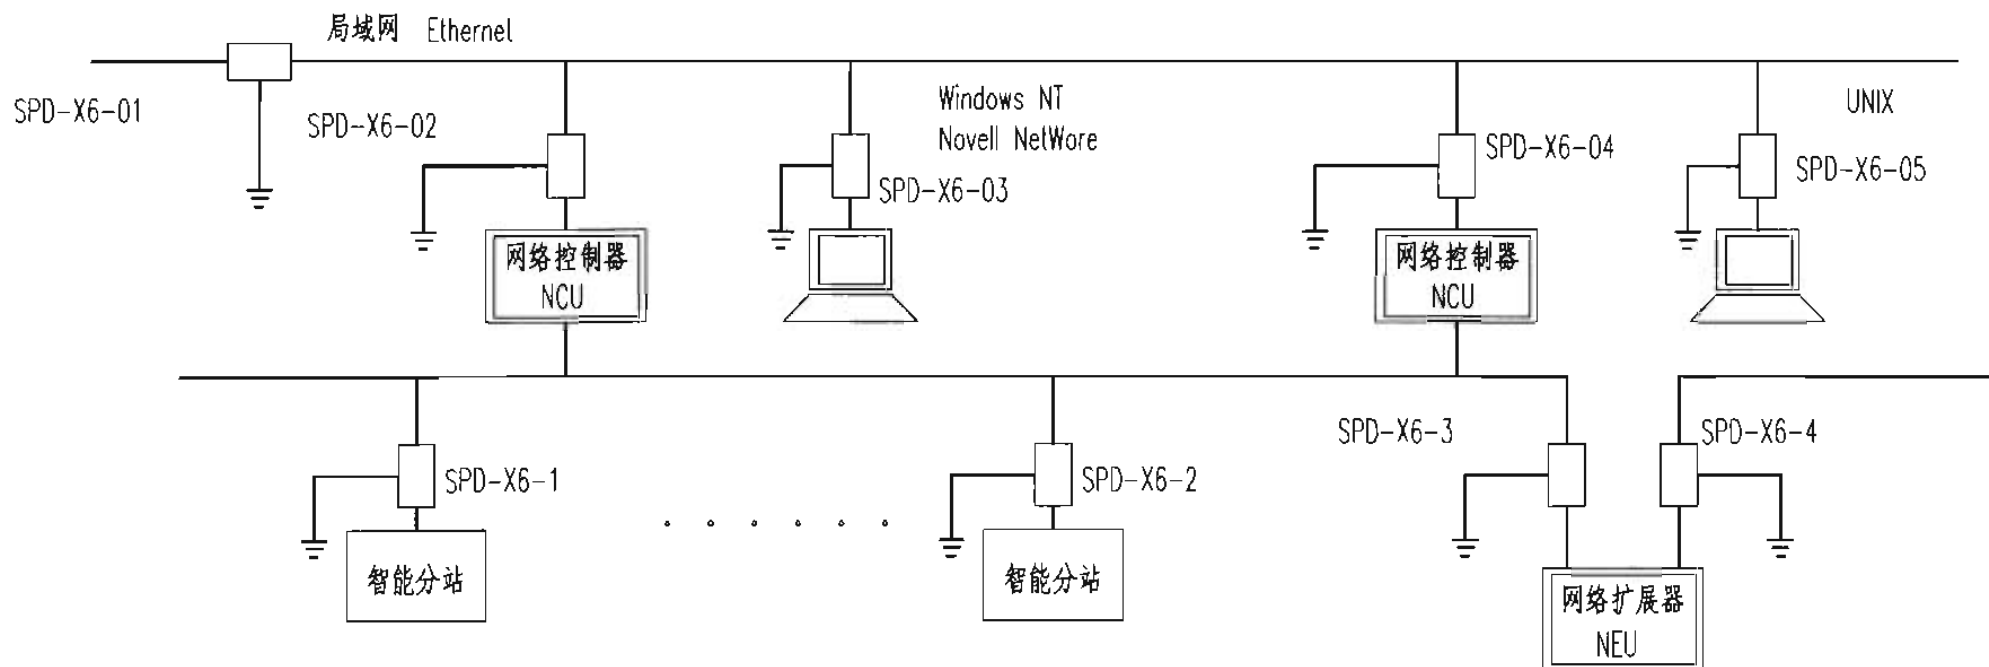 局域网 Ethernel
SPD-X6-01
SPD-X6-02
Windows NT
Novell NetWore
SPD-X6-03
SPD-X6-04
UNIX
SPD-X6-05
网络控制器
NCU
网络控制器
NCU
SPD-X6-1
SPD-X6-2
SPD-X6-3
SPD-X6-4
智能分站
智能分站
网络扩展器
NEU